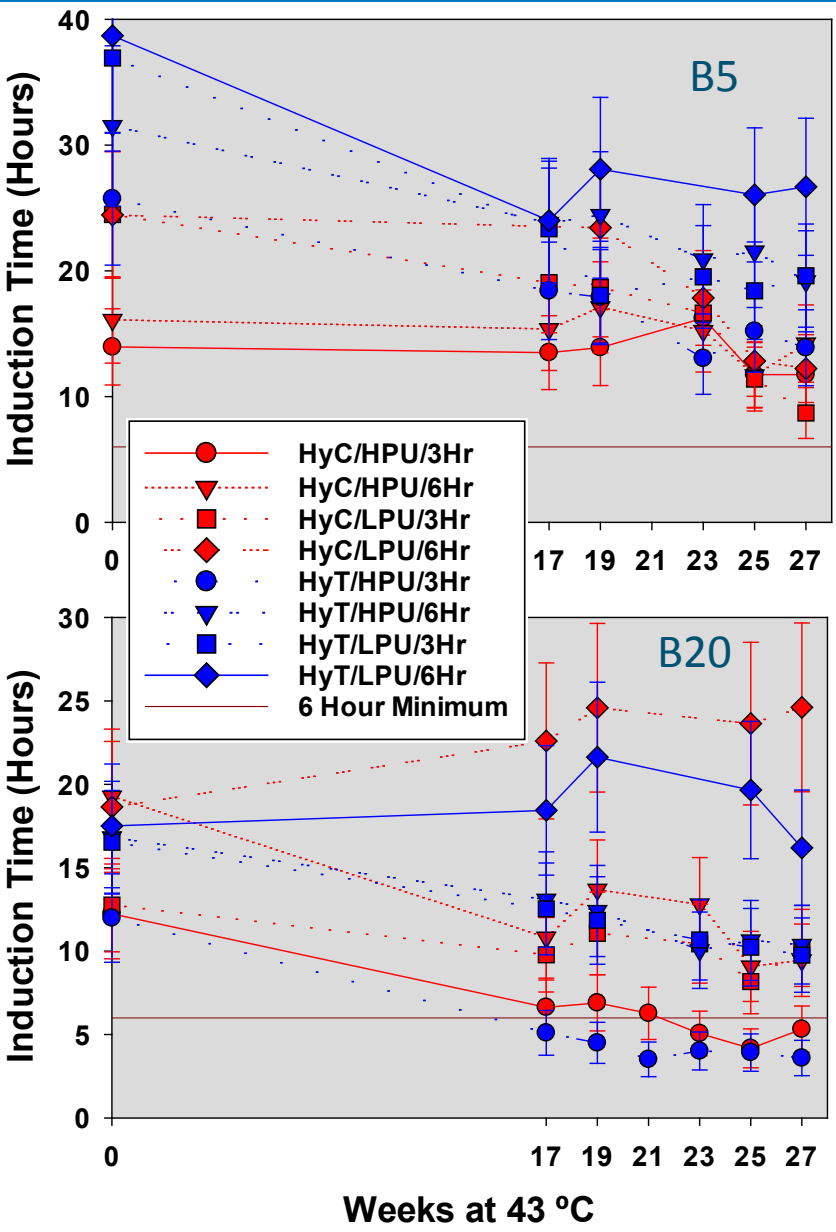 Induction Time (Hours)
40
30
20
10
0
B5
0
17
19
21
23
25
27
HyC/HPU/3Hr
HyC/HPU/6Hr
HyC/LPU/3Hr
HyC/LPU/6Hr
HyT/HPU/3Hr
HyT/HPU/6Hr
HyT/LPU/3Hr
HyT/LPU/6Hr
6 Hour Minimum
Induction Time (Hours)
30
25
20
15
10
5
0
B20
0
17
19
21
23
25
27
Weeks at 43 ºC